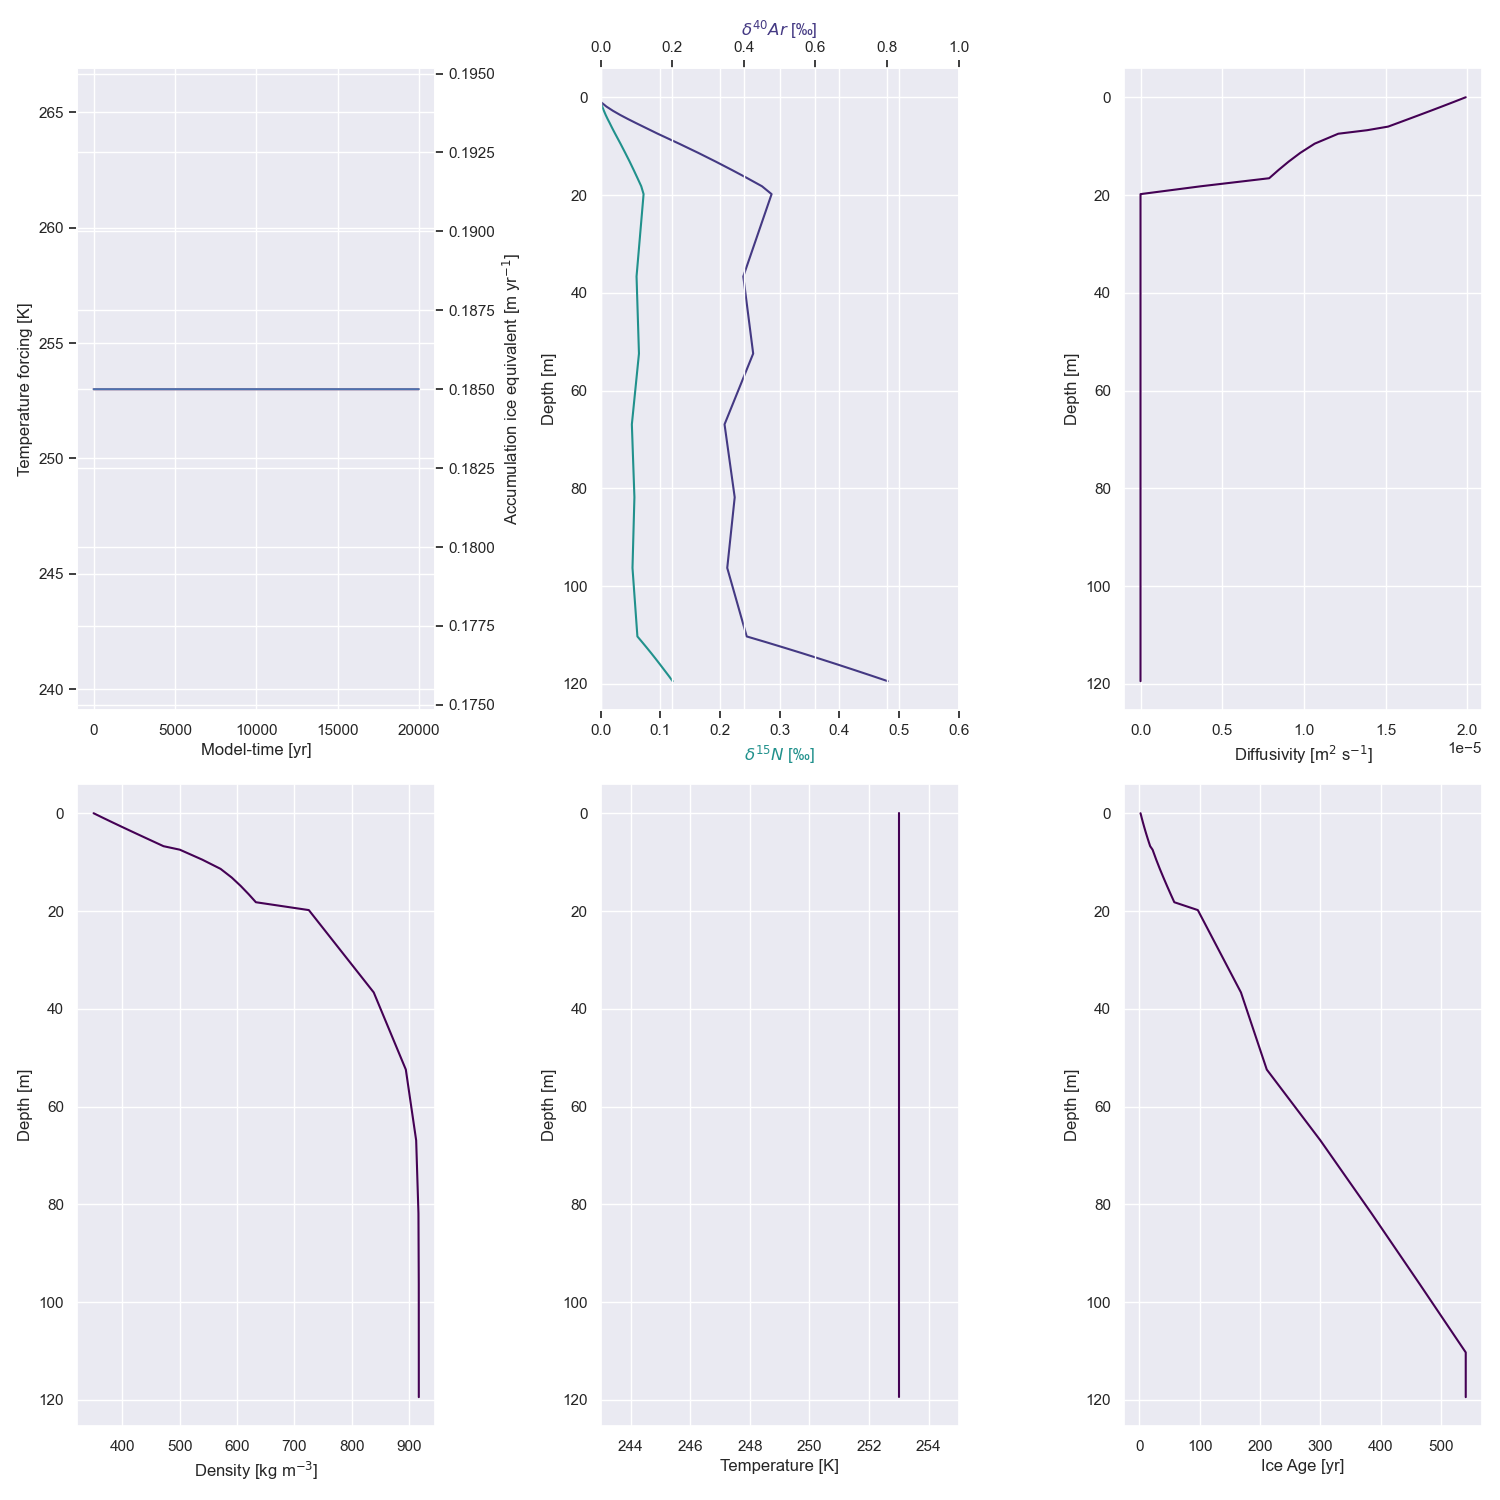 265
260
255
250
245
240
Temperature forcing [K]
0 5000 10000 15000 20000
Model-time [yr]
0.1950
0.1925
0.1900
0.1875
0.1850
0.1825
0.1800
0.1775
0.1750
Accumulation ice equivalent [m yr⁻¹]
δ⁴⁰Ar [‰]
0.0 0.2 0.4 0.6 0.8 1.0
0
20
40
60
80
100
120
Depth [m]
0.0 0.1 0.2 0.3 0.4 0.5 0.6
δ¹⁵N [‰]
0
20
40
60
80
100
120
Depth [m]
0.0 0.5 1.0 1.5 2.0
1e−5
Diffusivity [m² s⁻¹]
0
20
40
60
80
100
120
Depth [m]
400 500 600 700 800 900
Density [kg m⁻³]
0
20
40
60
80
100
120
Depth [m]
244 246 248 250 252 254
Temperature [K]
0
20
40
60
80
100
120
Depth [m]
0 100 200 300 400 500
Ice Age [yr]